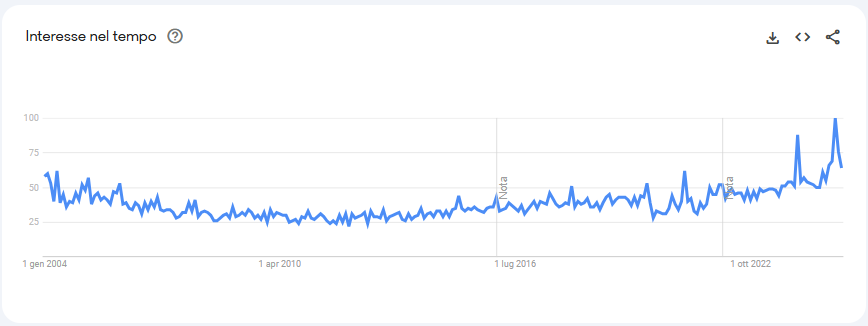 Interesse nel tempo
100
75
50
25
Nota
Nota
1 gen 2004
1 apr 2010
1 lug 2016
1 ott 2022